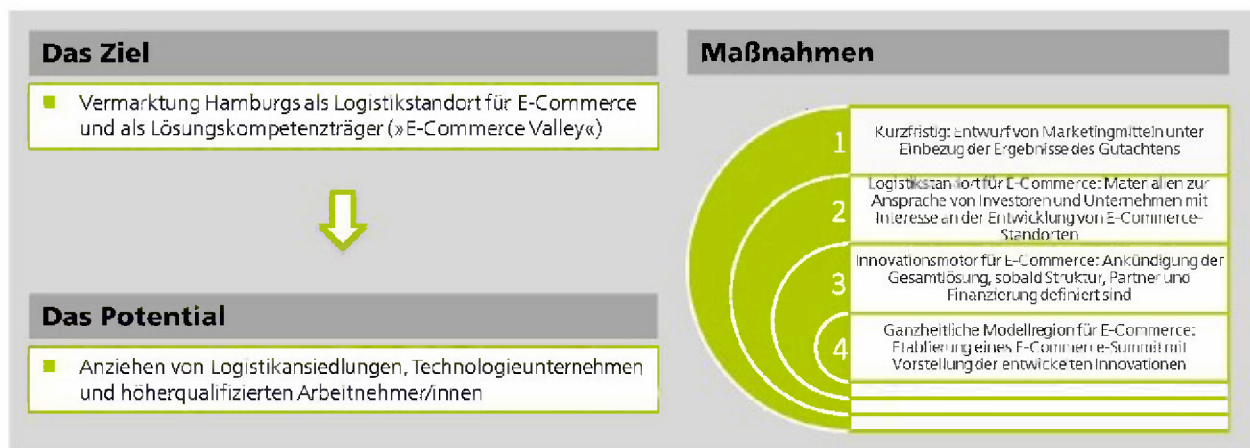 Das Ziel
Vermarktung Hamburgs als Logistikstandort für E-Commerce
und als Lösungskompetenzträger (»E-Commerce Valley«)
Das Potential
Anziehen von Logistikansiedlungen, Technologieunternehmen
und höherqualifizierten Arbeitnehmer/innen
Maßnahmen
1
Kurzfristig: Entwurf von Marketingmitteln unter
Einbezug der Ergebnisse des Gutachtens
2
Logistikstandort für E-Commerce: Materialien zur
Ansprache von Investoren und Unternehmen mit
Interesse an der Entwicklung von E-Commerce-
Standorten
3
Innovationsmotor für E-Commerce: Ankündigung der
Gesamtlösung, sobald Struktur, Partner und
Finanzierung definiert sind
4
Ganzheitliche Modellregion für E-Commerce:
Etablierung eines E-Commerce-Summit mit
Vorstellung der entwickelten Innovationen